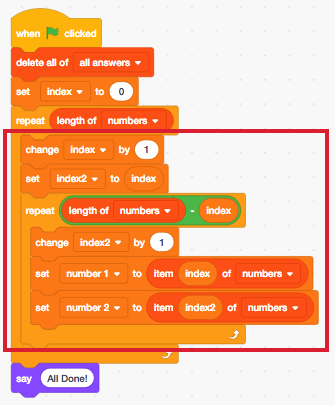 when clicked
delete all of all answers
set index to 0
repeat length of numbers
change index by 1
set index2 to index
repeat length of numbers - index
change index2 by 1
set number 1 to item index of numbers
set number 2 to item index2 of numbers
say All Done!